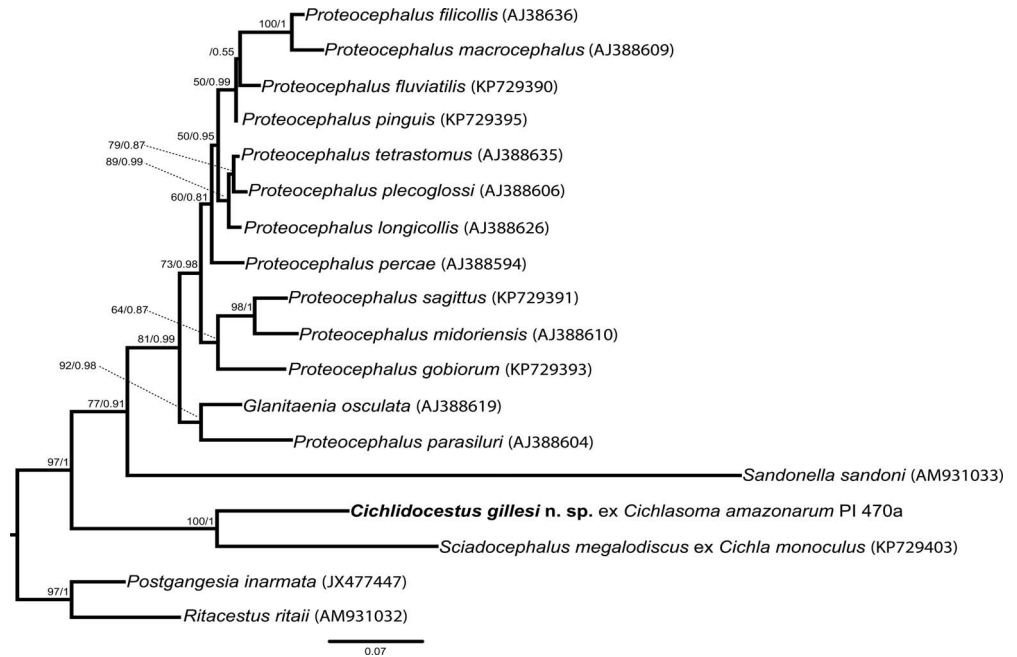 Proteocephalus filicollis (AJ38636)
100/1
Proteocephalus macrocephalus (AJ388609)
/0.55
50/0.99
Proteocephalus fluviatilis (KP729390)
Proteocephalus pinguis (KP729395)
50/0.95
79/0.87
Proteocephalus tetrastomus (AJ388635)
89/0.99
Proteocephalus plecoglossi (AJ388606)
60/0.81
Proteocephalus longicollis (AJ388626)
73/0.98
Proteocephalus percae (AJ388594)
Proteocephalus sagittus (KP729391)
64/0.87
98/1
Proteocephalus midoriensis (AJ388610)
81/0.99
92/0.98
Proteocephalus gobiorum (KP729393)
77/0.91
Glanitaenia osculata (AJ388619)
Proteocephalus parasiluri (AJ388604)
97/1
Sandonella sandoni (AM931033)
Cichlidocestus gillesi n. sp. ex Cichlasoma amazonarum PI 470a
100/1
Sciadocephalus megalodiscus ex Cichla monoculus (KP729403)
Postgangesia inarmata (JX477447)
97/1
Ritacestus ritaii (AM931032)
0.07